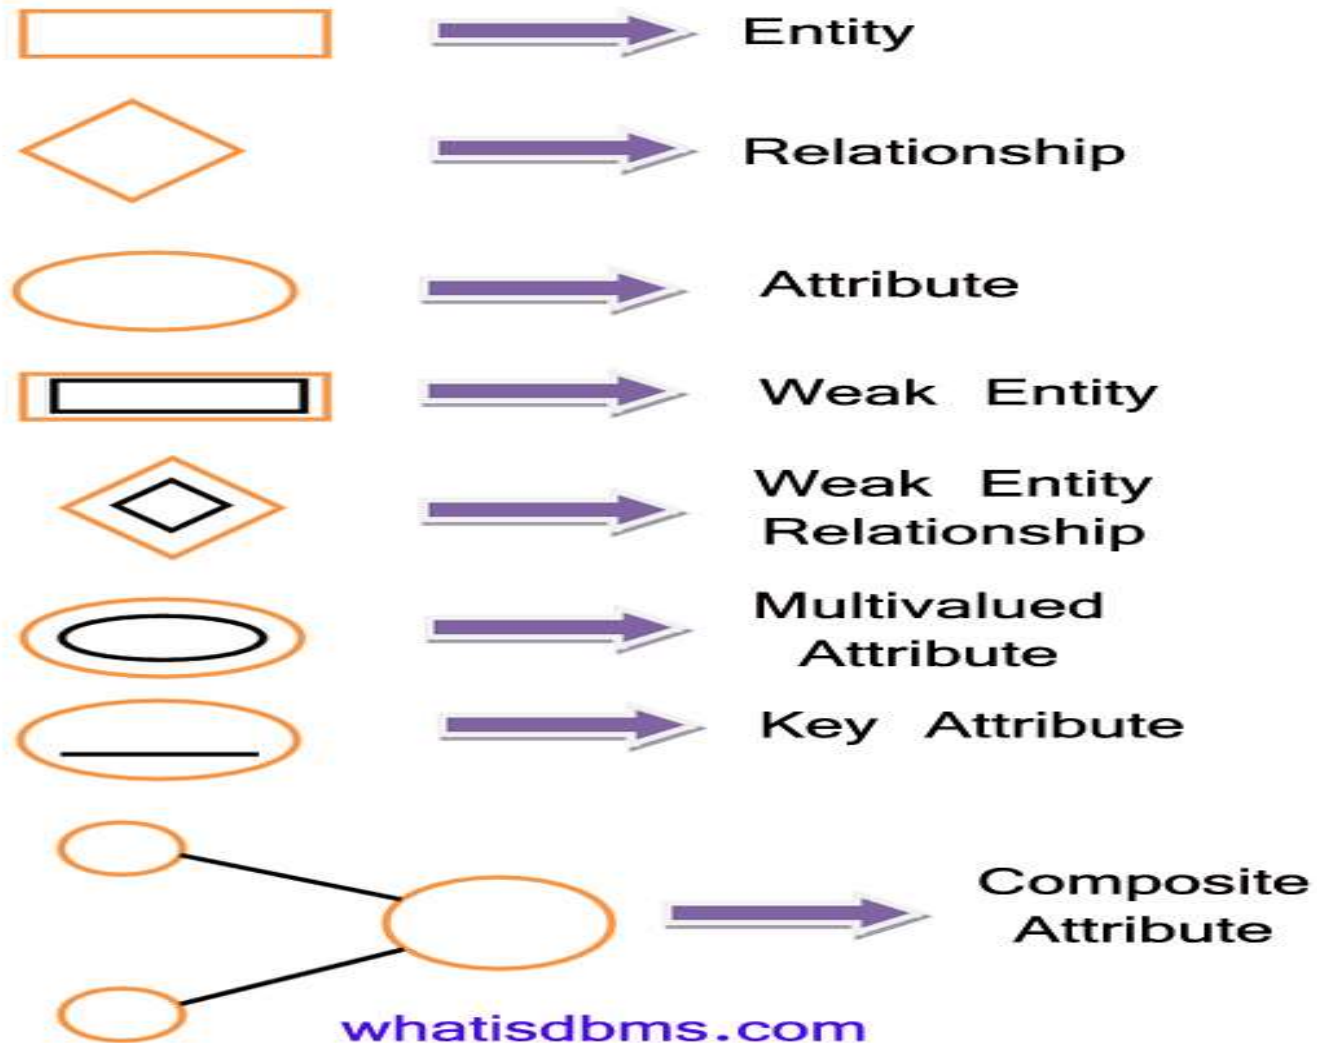 Entity
Relationship
Attribute
Weak Entity
Weak Entity
Relationship
Multivalued
Attribute
Key Attribute
Composite
Attribute
whatisdbms.com